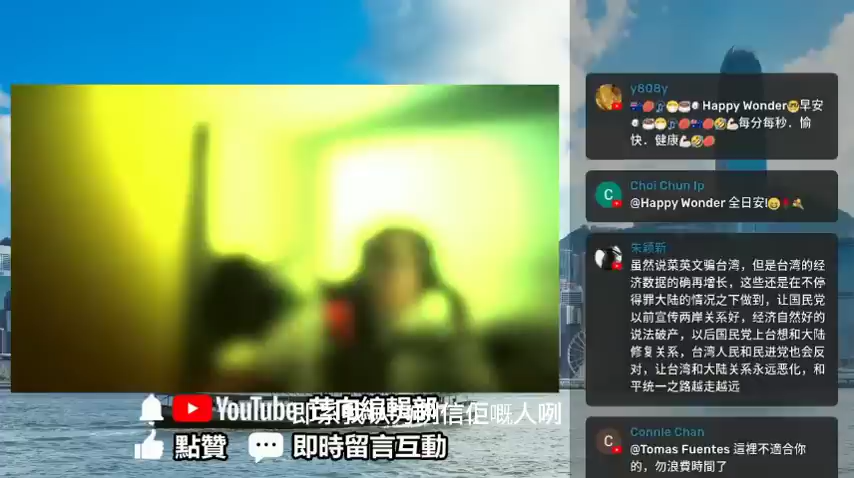 y808y
Happy Wonder 早安
每分每秒．愉
快．健康
Choi Chun Ip
@Happy Wonder 全日安!
朱颖新
虽然说菜英文骗台湾，但是台湾的经
济数据的确再增长，这些还是在不停
得罪大陆的情况之下做到，让国民党
以前宣传两岸关系好，经济自然好的
说法破产，以后国民党上台想和大陆
修复关系，台湾人民和民进党也会反
对，让台湾和大陆关系永远恶化，和
平统一之路越走越远
Connie Chan
@Tomas Fuentes 這裡不適合你
的，勿浪費時間了
YouTube
信佢嘅人咧
點贊
即時留言互動